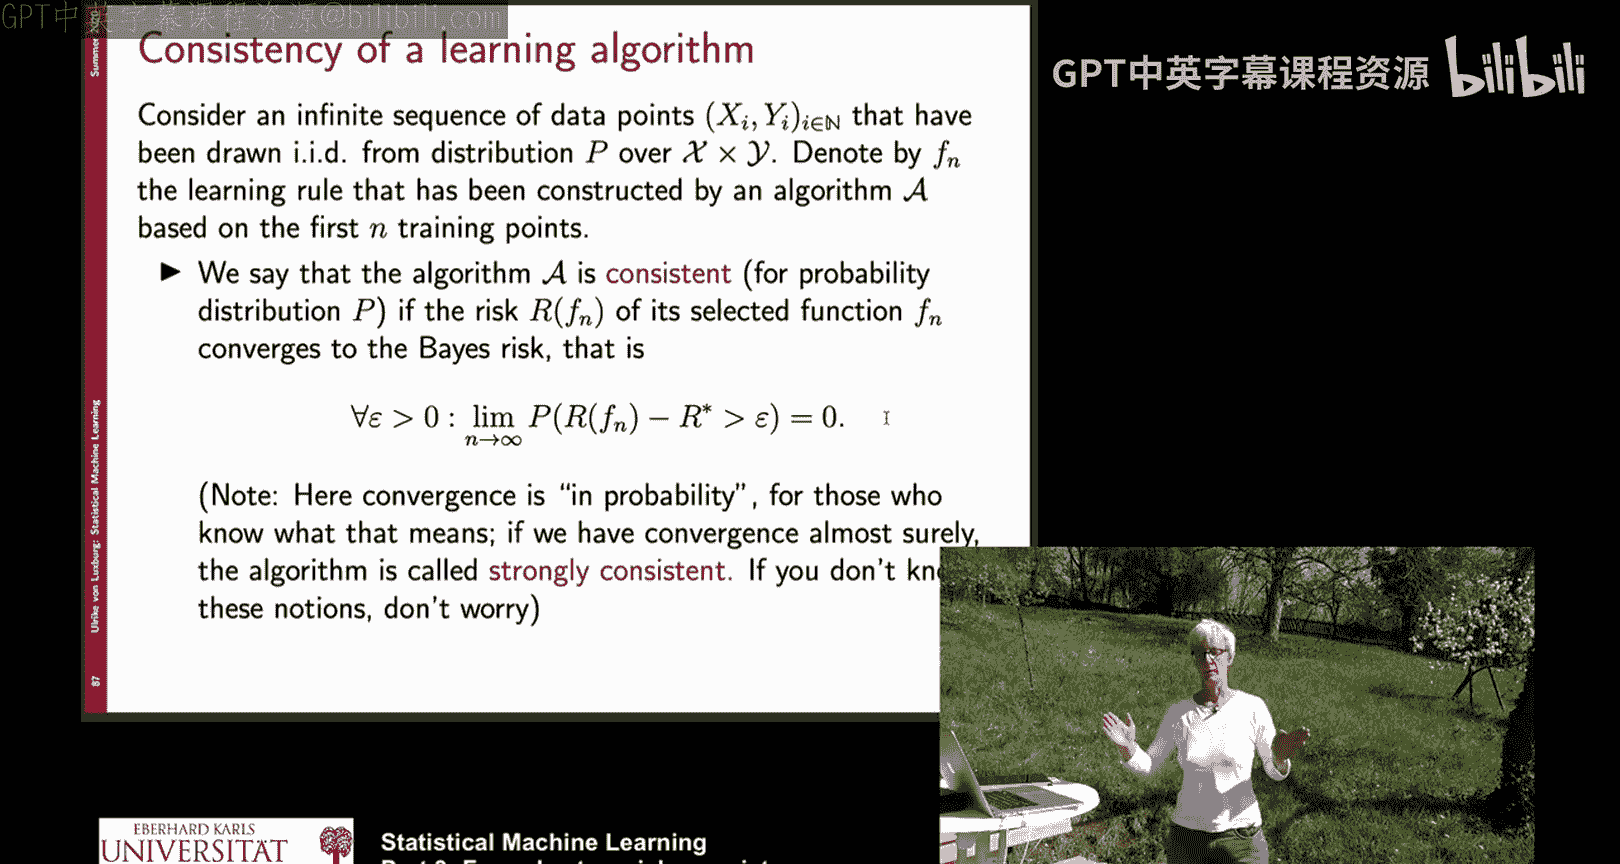 GPT中英字幕课程资源@bilibili.com
GPT中英字幕课程资源 bilibili
Summer 2020
Consistency of a learning algorithm
Consider an infinite sequence of data points (Xᵢ, Yᵢ)ᵢ∈ℕ that have
been drawn i.i.d. from distribution P over 𝒳 × 𝒴. Denote by fₙ
the learning rule that has been constructed by an algorithm 𝒜
based on the first n training points.
▶ We say that the algorithm 𝒜 is consistent (for probability
distribution P) if the risk R(fₙ) of its selected function fₙ
converges to the Bayes risk, that is
∀ε > 0 : lim n→∞ P(R(fₙ) − R* > ε) = 0.
(Note: Here convergence is “in probability”, for those who
know what that means; if we have convergence almost surely,
the algorithm is called strongly consistent. If you don't kn
these notions, don't worry)
Ulrike von Luxburg: Statistical Machine Learning
87
EBERHARD KARLS
UNIVERSITÄT
Statistical Machine Learning